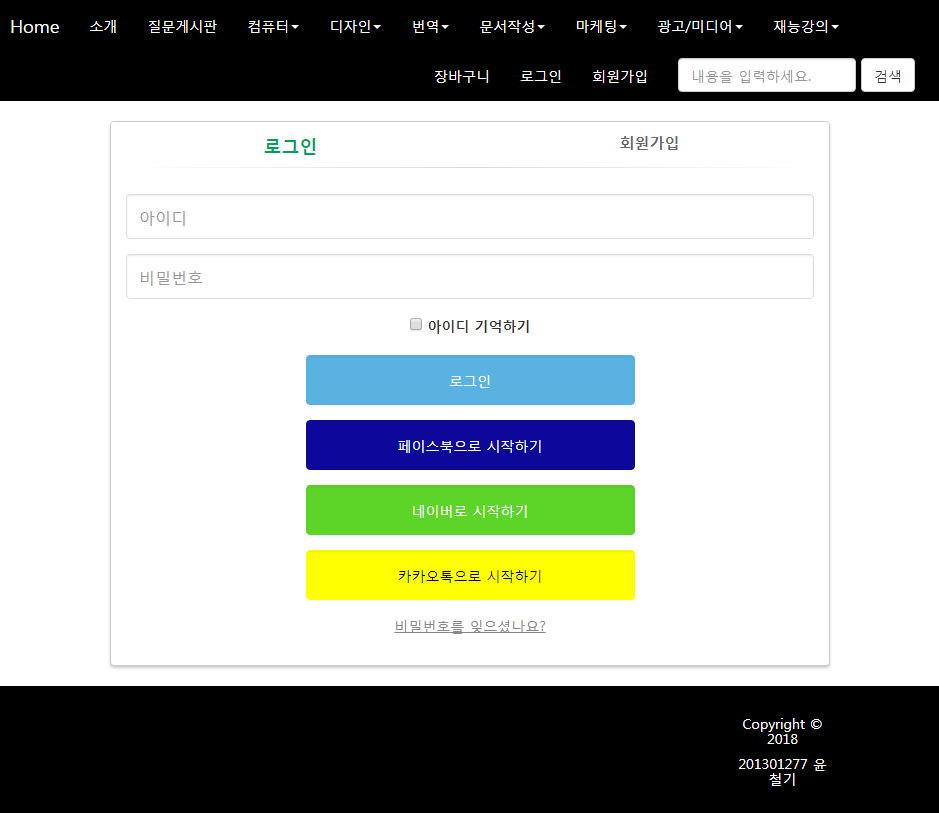 Home 소개 질문게시판 컴퓨터 디자인 번역 문서작성 마케팅 광고/미디어 재능강의
장바구니 로그인 회원가입 내용을 입력하세요. 검색
로그인 회원가입
아이디
비밀번호
아이디 기억하기
로그인
페이스북으로 시작하기
네이버로 시작하기
카카오톡으로 시작하기
비밀번호를 잊으셨나요?
Copyright ©
2018
201301277 윤
철기